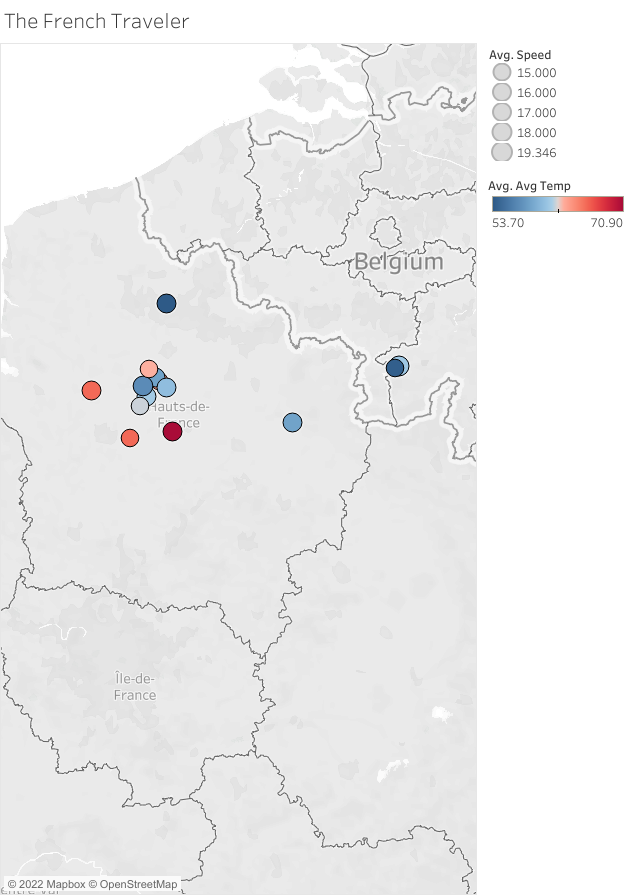 The French Traveler
Avg. Speed
15.000
16.000
17.000
18.000
19.346
Avg. Avg Temp
53.70
70.90
Belgium
Hauts-de-
France
Île-de-
France
© 2022 Mapbox © OpenStreetMap